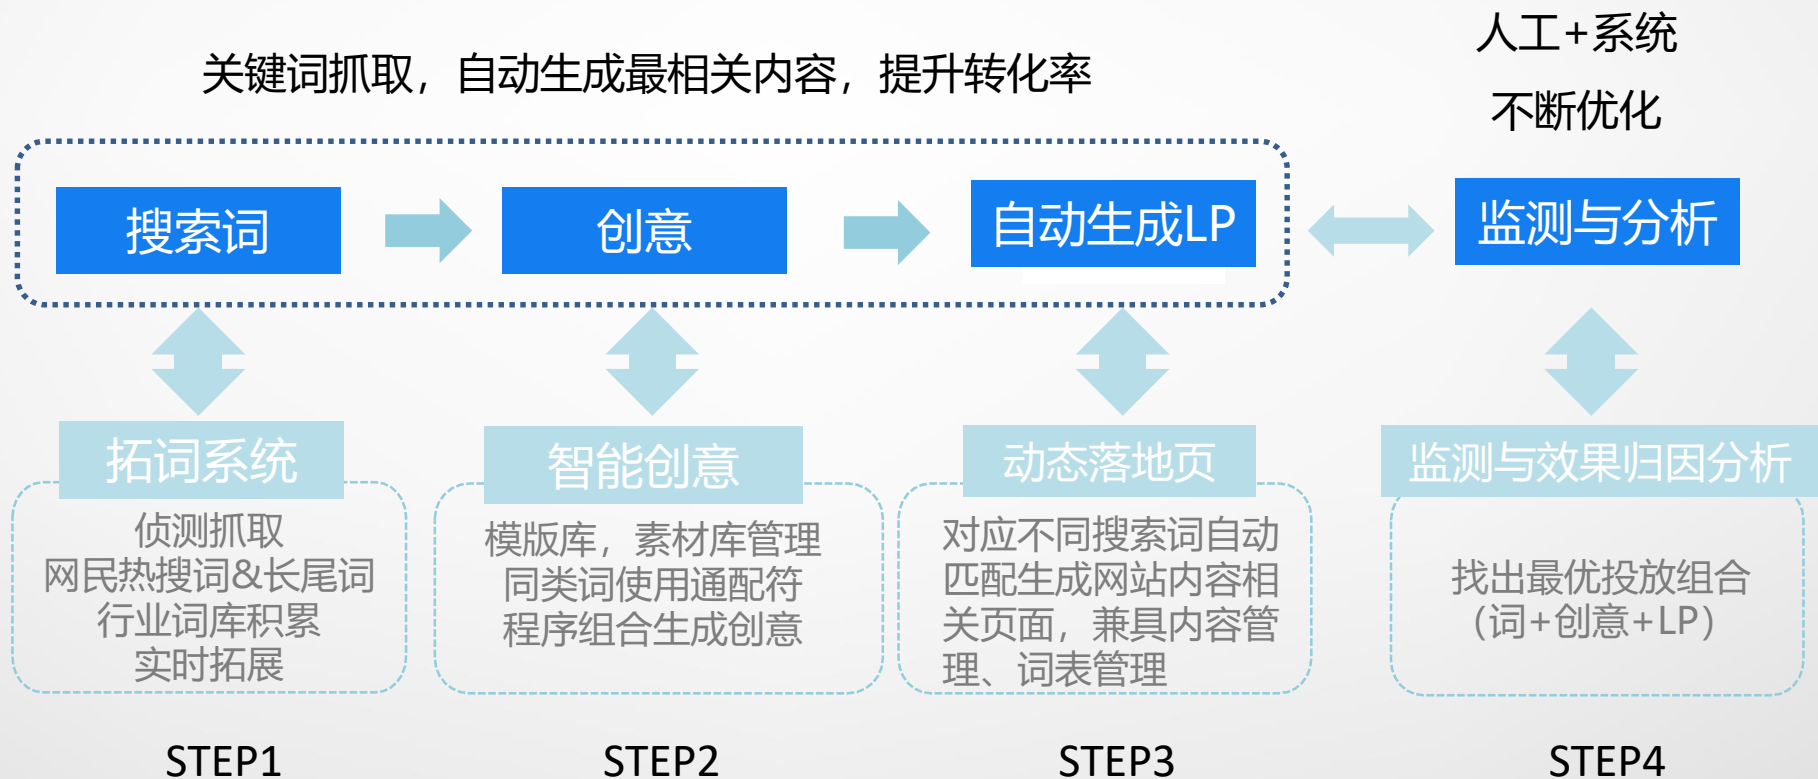 关键词抓取，自动生成最相关内容，提升转化率
人工+系统
不断优化
搜索词
创意
自动生成LP
监测与分析
拓词系统
侦测抓取
网民热搜词&长尾词
行业词库积累
实时拓展
智能创意
模版库，素材库管理
同类词使用通配符
程序组合生成创意
动态落地页
对应不同搜索词自动
匹配生成网站内容相
关页面，兼具内容管
理、词表管理
监测与效果归因分析
找出最优投放组合
（词+创意+LP）
STEP1
STEP2
STEP3
STEP4